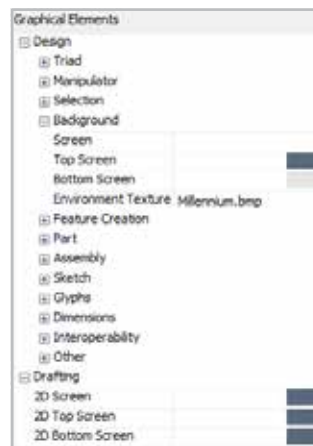 Graphical Elements
Design
Triad
Manipulator
Selection
Background
Screen
Top Screen
Bottom Screen
Environment Texture Millennium.bmp
Feature Creation
Part
Assembly
Sketch
Glyphs
Dimensions
Interoperability
Other
Drafting
2D Screen
2D Top Screen
2D Bottom Screen